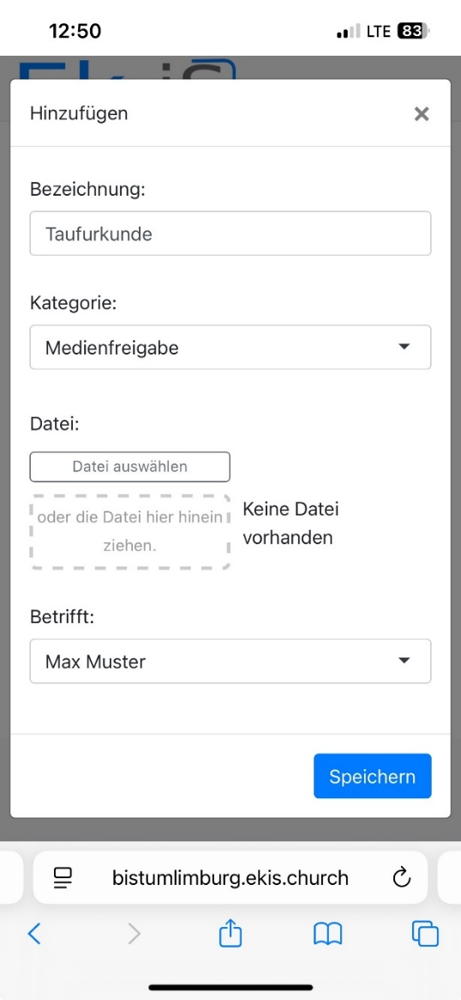 12:50 LTE 83
Hinzufügen ×
Bezeichnung:
Taufurkunde
Kategorie:
Medienfreigabe
Datei:
Datei auswählen
oder die Datei hier hinein
ziehen.
Keine Datei
vorhanden
Betrifft:
Max Muster
Speichern
bistumlimburg.ekis.church